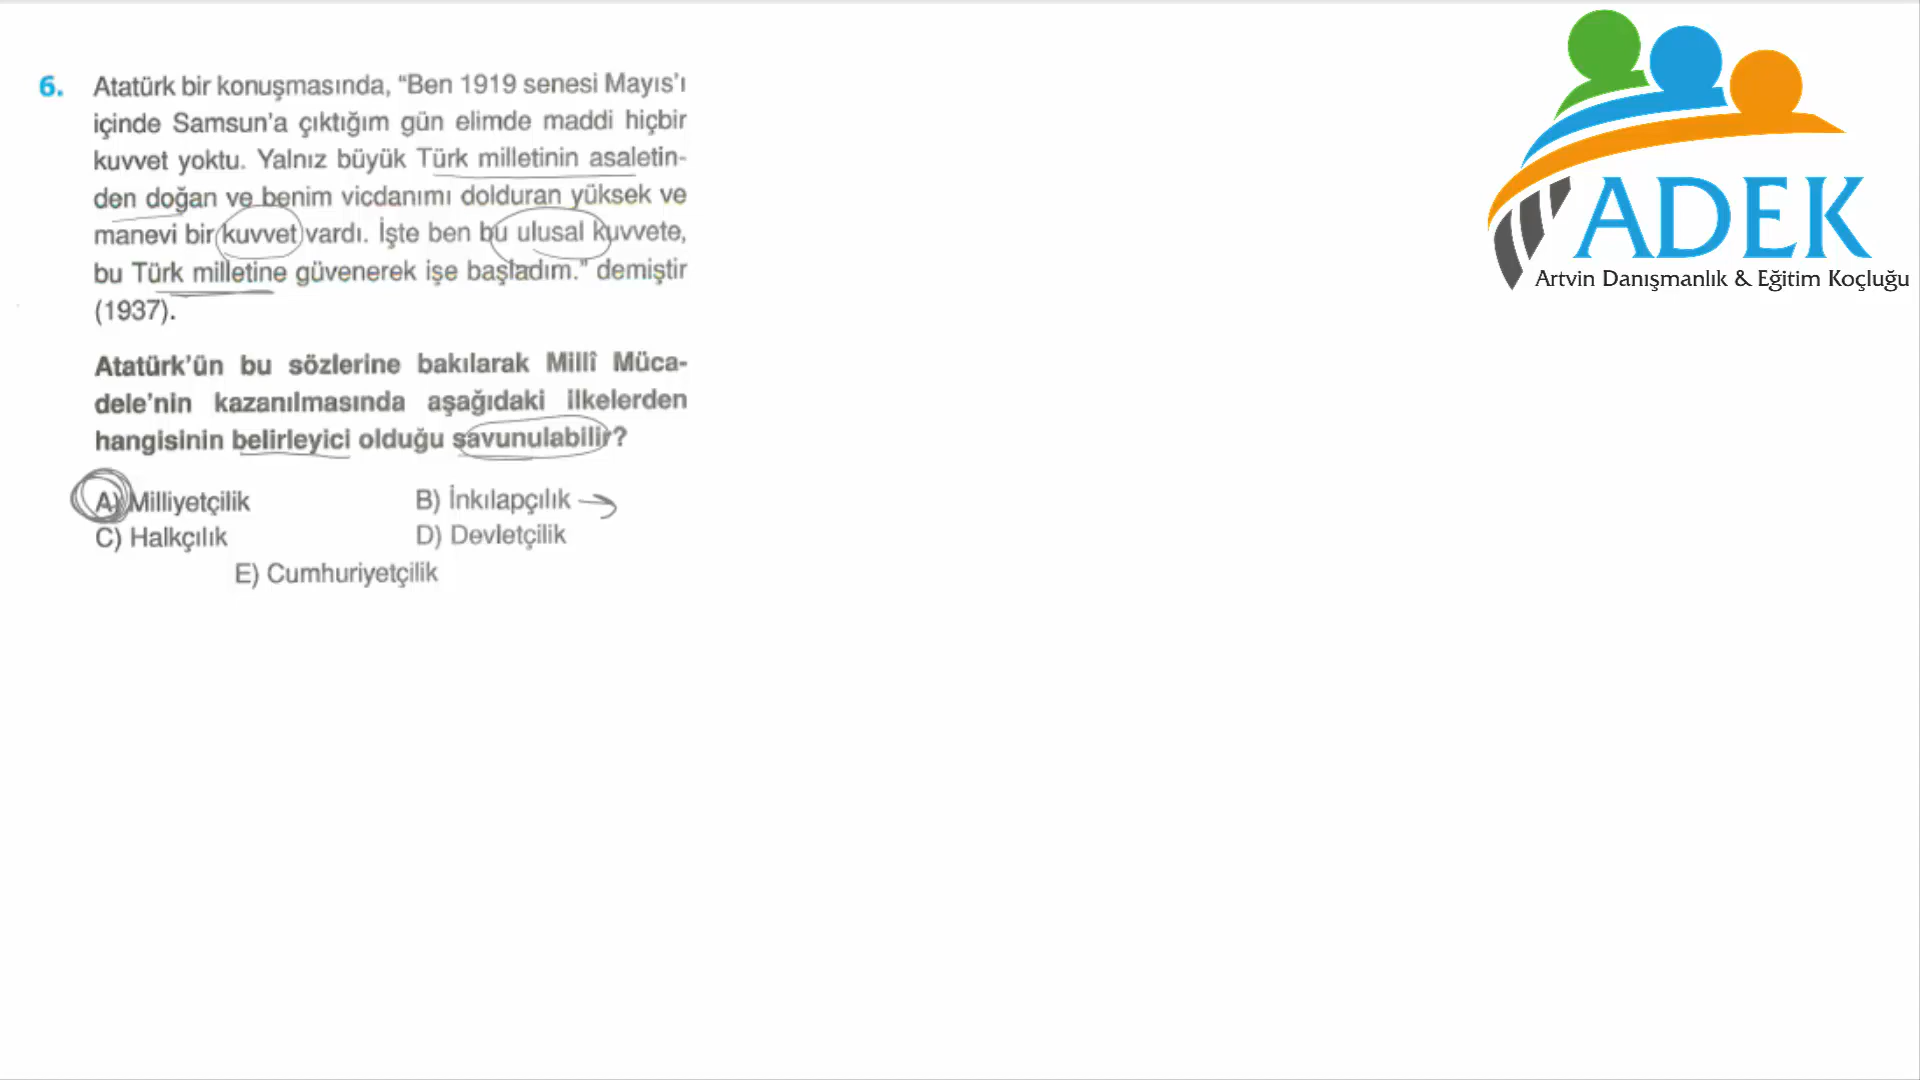 6. Atatürk bir konuşmasında, “Ben 1919 senesi Mayıs’ı
içinde Samsun’a çıktığım gün elimde maddi hiçbir
kuvvet yoktu. Yalnız büyük Türk milletinin asaletin-
den doğan ve benim vicdanımı dolduran yüksek ve
manevi bir kuvvet vardı. İşte ben bu ulusal kuvvete,
bu Türk milletine güvenerek işe başladım.” demiştir
(1937).
Atatürk’ün bu sözlerine bakılarak Millî Müca-
dele’nin kazanılmasında aşağıdaki ilkelerden
hangisinin belirleyici olduğu savunulabilir?
A) Milliyetçilik B) İnkılapçılık
C) Halkçılık D) Devletçilik
E) Cumhuriyetçilik
ADEK
Artvin Danışmanlık & Eğitim Koçluğu